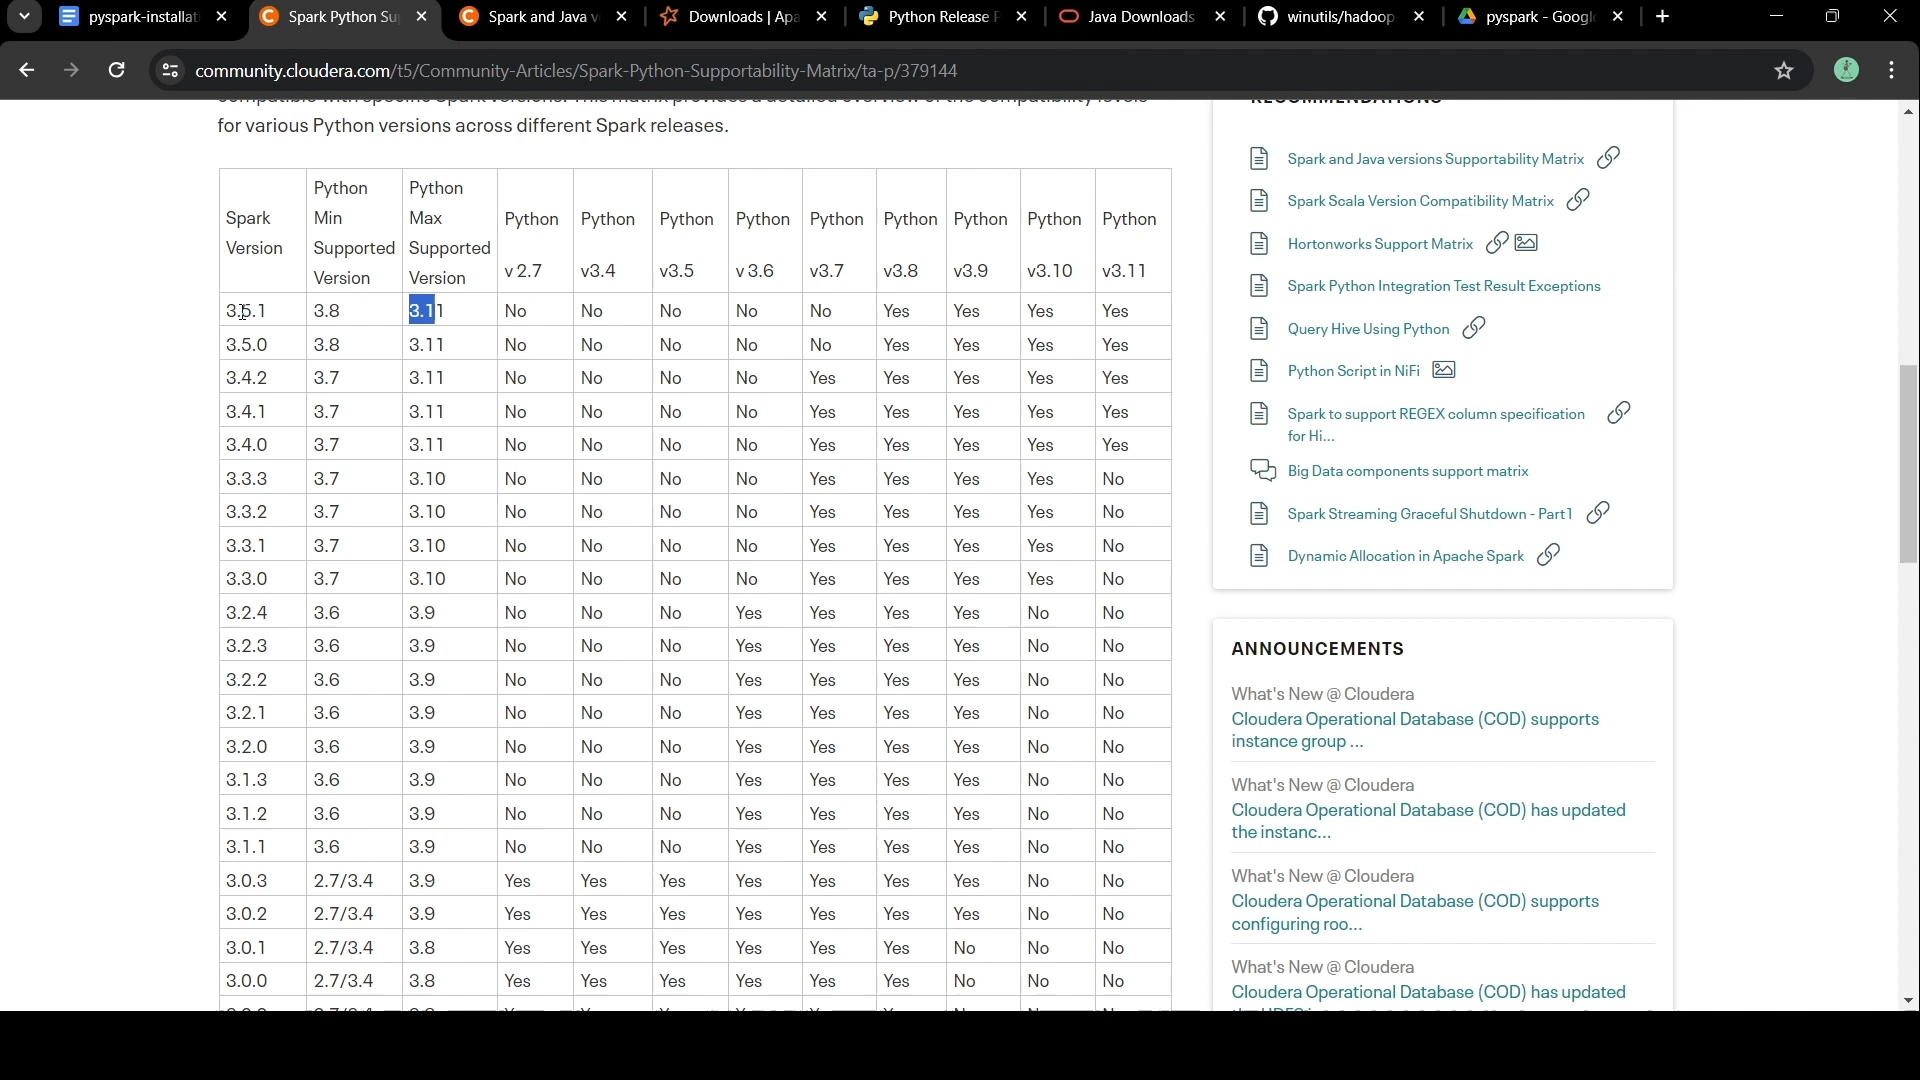 pyspark-installat
Spark Python Su
Spark and Java v
Downloads | Apa
Python Release P
Java Downloads
winutils/hadoop
pyspark - Google
community.cloudera.com/t5/Community-Articles/Spark-Python-Supportability-Matrix/ta-p/379144
compatible with specific Spark versions. This matrix provides a detailed overview of the compatibility levels
for various Python versions across different Spark releases.
Spark Version Python Min Supported Version Python Max Supported Version Python v 2.7 Python v3.4 Python v3.5 Python v 3.6 Python v3.7 Python v3.8 Python v3.9 Python v3.10 Python v3.11
3.5.1 3.8 3.11 No No No No No Yes Yes Yes Yes
3.5.0 3.8 3.11 No No No No No Yes Yes Yes Yes
3.4.2 3.7 3.11 No No No No Yes Yes Yes Yes Yes
3.4.1 3.7 3.11 No No No No Yes Yes Yes Yes Yes
3.4.0 3.7 3.11 No No No No Yes Yes Yes Yes Yes
3.3.3 3.7 3.10 No No No No Yes Yes Yes Yes No
3.3.2 3.7 3.10 No No No No Yes Yes Yes Yes No
3.3.1 3.7 3.10 No No No No Yes Yes Yes Yes No
3.3.0 3.7 3.10 No No No No Yes Yes Yes Yes No
3.2.4 3.6 3.9 No No No Yes Yes Yes Yes No No
3.2.3 3.6 3.9 No No No Yes Yes Yes Yes No No
3.2.2 3.6 3.9 No No No Yes Yes Yes Yes No No
3.2.1 3.6 3.9 No No No Yes Yes Yes Yes No No
3.2.0 3.6 3.9 No No No Yes Yes Yes Yes No No
3.1.3 3.6 3.9 No No No Yes Yes Yes Yes No No
3.1.2 3.6 3.9 No No No Yes Yes Yes Yes No No
3.1.1 3.6 3.9 No No No Yes Yes Yes Yes No No
3.0.3 2.7/3.4 3.9 Yes Yes Yes Yes Yes Yes Yes No No
3.0.2 2.7/3.4 3.9 Yes Yes Yes Yes Yes Yes Yes No No
3.0.1 2.7/3.4 3.8 Yes Yes Yes Yes Yes Yes No No No
3.0.0 2.7/3.4 3.8 Yes Yes Yes Yes Yes Yes No No No
RECOMMENDATIONS
Spark and Java versions Supportability Matrix
Spark Scala Version Compatibility Matrix
Hortonworks Support Matrix
Spark Python Integration Test Result Exceptions
Query Hive Using Python
Python Script in NiFi
Spark to support REGEX column specification
for Hi...
Big Data components support matrix
Spark Streaming Graceful Shutdown - Part1
Dynamic Allocation in Apache Spark
ANNOUNCEMENTS
What's New @ Cloudera
Cloudera Operational Database (COD) supports
instance group ...
What's New @ Cloudera
Cloudera Operational Database (COD) has updated
the instanc...
What's New @ Cloudera
Cloudera Operational Database (COD) supports
configuring roo...
What's New @ Cloudera
Cloudera Operational Database (COD) has updated